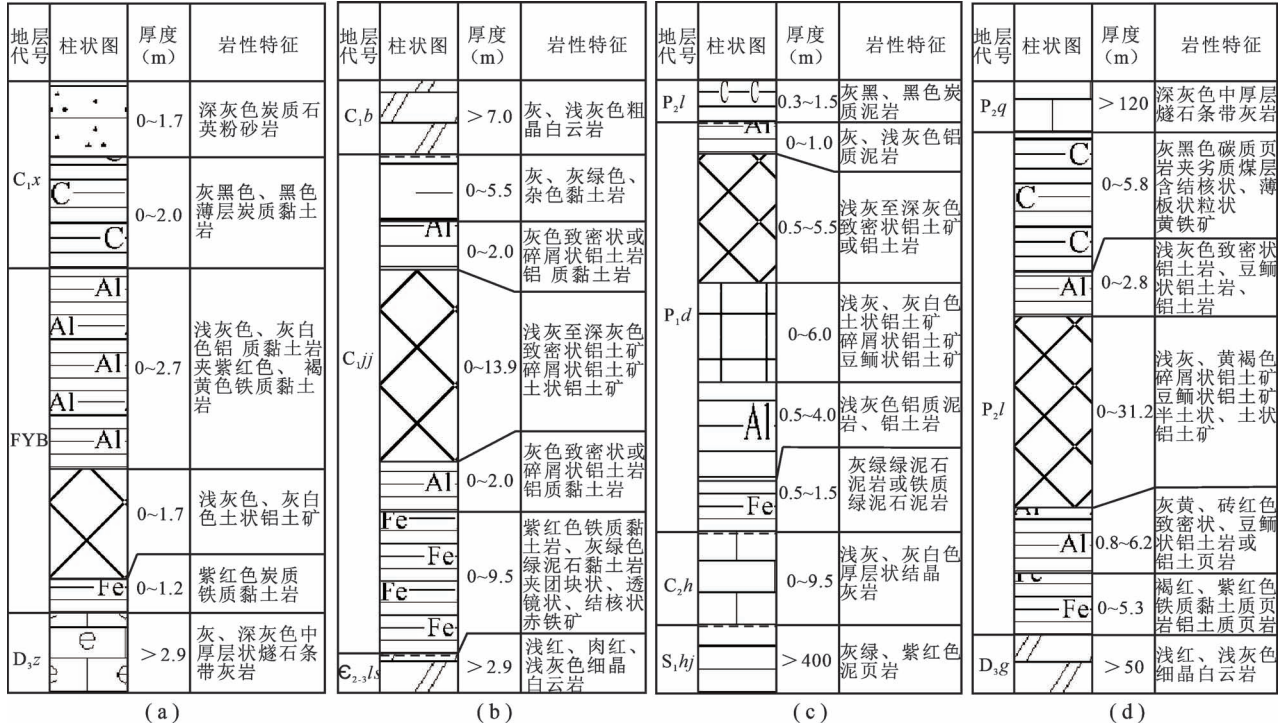 地层代号 柱状图 厚度(m) 岩性特征
C₁x
0~1.7
深灰色炭质石
英粉砂岩
C
C
0~2.0
灰黑色、黑色
薄层炭质黏土
岩
FYB
Al
Al
Al
Al
Al
0~2.7
浅灰色、灰白
色铝 质黏土岩
夹紫红色、褐
黄色铁质黏土
岩
0~1.7
浅灰色、灰白
色土状铝土矿
Fe
0~1.2
紫红色炭质
铁质黏土岩
D₃z
e
>2.9
灰、深灰色中
厚层状燧石条
带灰岩
(a)
地层代号 柱状图 厚度(m) 岩性特征
C₁b
>7.0
灰、浅灰色粗
晶白云岩
C₁jj
0~5.5
灰、灰绿色、
杂色黏土岩
Al
0~2.0
灰色致密状或
碎屑状铝土岩
铝 质黏土岩
0~13.9
浅灰至深灰色
致密状铝土矿
碎屑状铝土矿
土状铝土矿
Al
0~2.0
灰色致密状或
碎屑状铝土岩
铝质黏土岩
Fe
Fe
Fe
Fe
0~9.5
紫红色铁质黏
土岩、灰绿色
绿泥石黏土岩
夹团块状、透
镜状、结核状
赤铁矿
Є₂₋₃ls
>2.9
浅红、肉红、
浅灰色细晶
白云岩
(b)
地层代号 柱状图 厚度(m) 岩性特征
P₂l
C C
0.3~1.5
灰黑、黑色炭
质泥岩
P₁d
Al
0~1.0
灰、浅灰色铝
质泥岩
0.5~5.5
浅灰至深灰色
致密状铝土矿
或铝土岩
0~6.0
浅灰、灰白色
土状铝土矿
碎屑状铝土矿
豆鲕状铝土矿
Al
0.5~4.0
浅灰色铝质泥
岩、铝土岩
Fe
0.5~1.5
灰绿绿泥石
泥岩或铁质
绿泥石泥岩
C₂h
0~9.5
浅灰、灰白色
厚层状结晶
灰岩
S₁hj
>400
灰绿、紫红色
泥页岩
(c)
地层代号 柱状图 厚度(m) 岩性特征
P₂q
>120
深灰色中厚层
燧石条带灰岩
P₂l
C
C
C
0~5.8
灰黑色碳质页
岩夹劣质煤层
含结核状、薄
板状粒状
黄铁矿
Al
0~2.8
浅灰色致密状
铝土岩、豆鲕
状铝土岩、
铝土岩
0~31.2
浅灰、黄褐色
碎屑状铝土矿
豆鲕状铝土矿
半土状、土状
铝土矿
Al
Al
0.8~6.2
灰黄、砖红色
致密状、豆鲕
状铝土岩或
铝土页岩
Fe
Fe
0~5.3
褐红、紫红色
铁质黏土质页
岩铝土质页岩
D₃g
>50
浅红、浅灰色
细晶白云岩
(d)